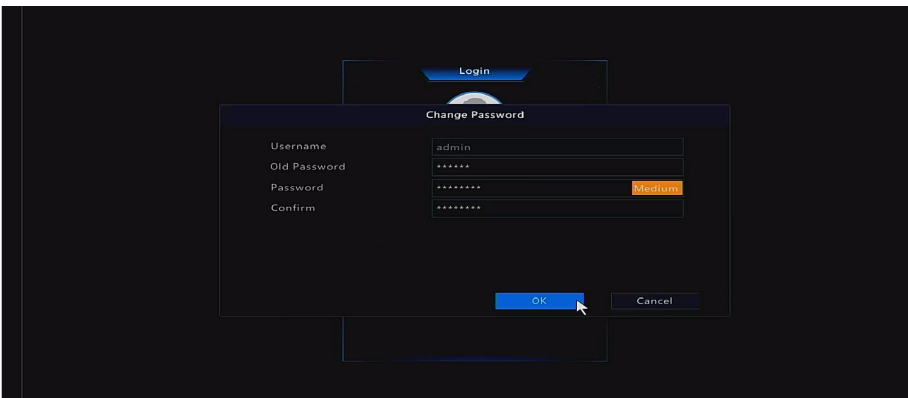 Login
Change Password
Username admin
Old Password ******
Password ******** Medium
Confirm ********
OK Cancel